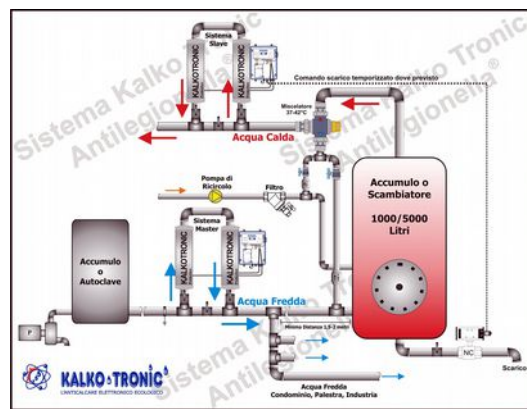 Sistema Kalko Tronic
Antilegionella®
Sistema Kalko Tronic
Antilegionella®
Sistema Kalko Tronic
Antilegionella®
Sistema
Slave
KALKOTRONIC
KALKOTRONIC
Comando scarico temporizzato deve previsto
Miscelatore
37-42°C
Acqua Calda
Pompa di
Ricircolo
Filtro
Accumulo o
Scambiatore
1000/5000
Litri
Sistema
Master
KALKOTRONIC
KALKOTRONIC
Accumulo
o
Autoclave
Acqua Fredda
Minimo Distanza 1,5-2 metri
P
NC
Scarico
Acqua Fredda
Condominio, Palestra, Industria
KALKO TRONIC®
L'ANTICALCARE ELETTRONICO ECOLOGICO